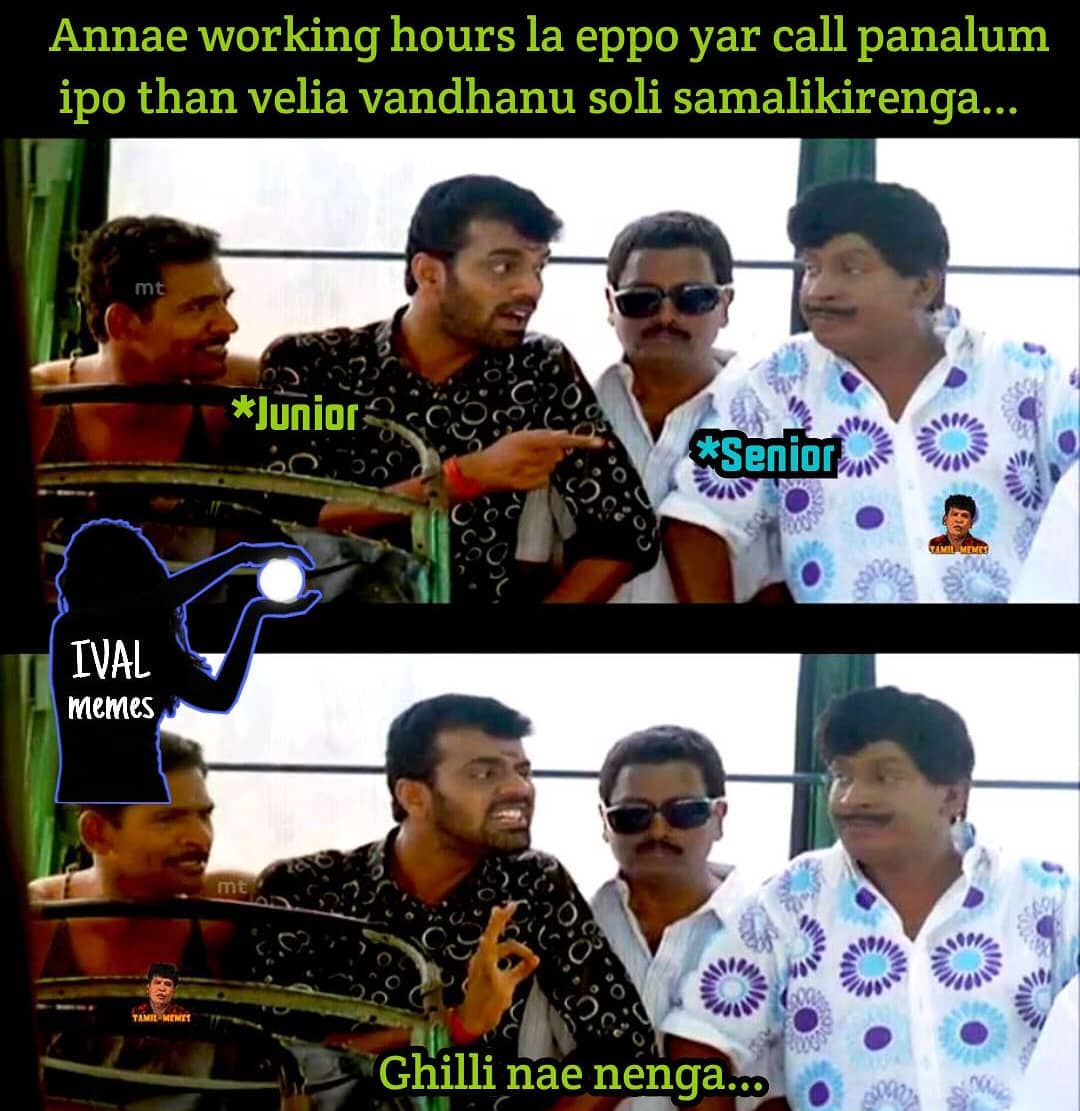 Annae working hours la eppo yar call panalum
ipo than velia vandhanu soli samalikirenga...
mt
*Junior
*Senior
TAMIL-MEMES
IVAL
memes
mt
TAMIL-MEMES
Ghilli nae nenga...